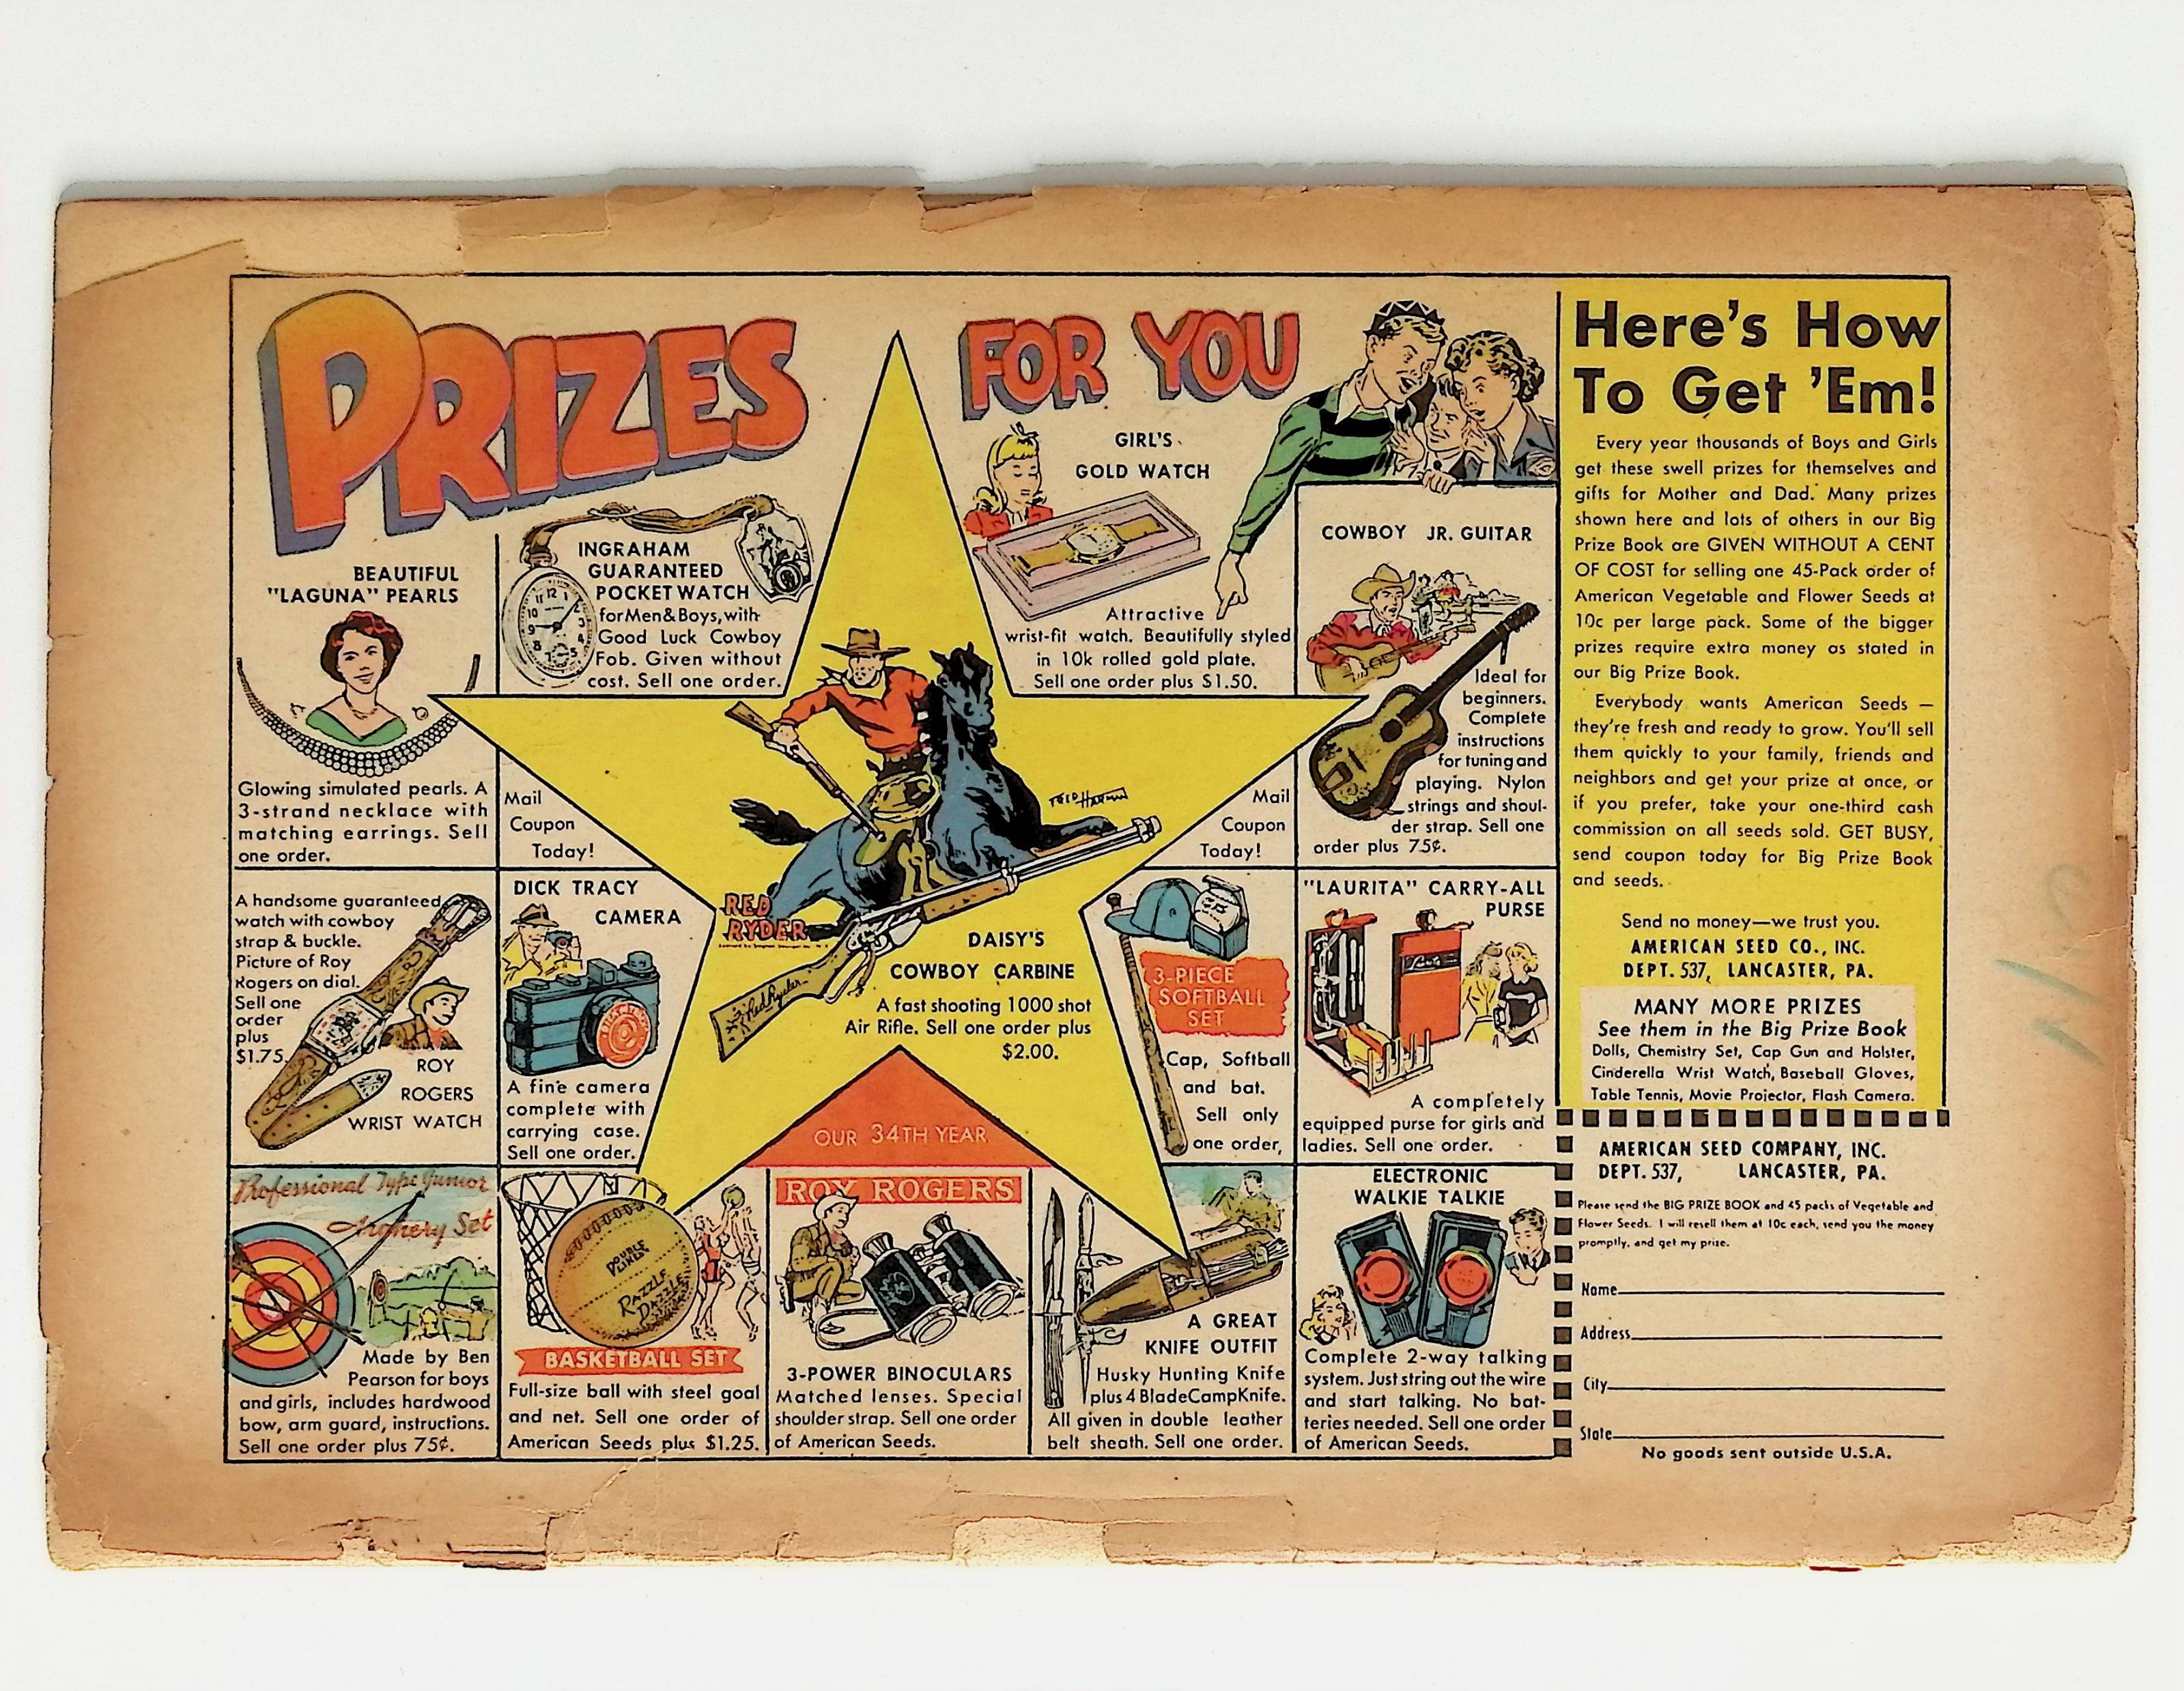 PRIZES
FOR YOU
BEAUTIFUL
"LAGUNA" PEARLS
Glowing simulated pearls. A
3-strand necklace with
matching earrings. Sell
one order.
INGRAHAM
GUARANTEED
POCKET WATCH
for Men & Boys, with
Good Luck Cowboy
Fob. Given without
cost. Sell one order.
GIRL'S
GOLD WATCH
Attractive
wrist-fit watch. Beautifully styled
in 10k rolled gold plate.
Sell one order plus $1.50.
COWBOY JR. GUITAR
Ideal for
beginners.
Complete
instructions
for tuning and
playing. Nylon
strings and shoul-
der strap. Sell one
order plus 75¢.
Mail
Coupon
Today!
FRED HARMAN
Mail
Coupon
Today!
A handsome guaranteed
watch with cowboy
strap & buckle.
Picture of Roy
Rogers on dial.
Sell one
order
plus
$1.75.
ROY
ROGERS
WRIST WATCH
DICK TRACY
CAMERA
A fine camera
complete with
carrying case.
Sell one order.
RED
RYDER
Red Ryder
DAISY'S
COWBOY CARBINE
A fast shooting 1000 shot
Air Rifle. Sell one order plus
$2.00.
OUR 34TH YEAR
3-PIECE
SOFTBALL
SET
Cap, Softball
and bat.
Sell only
one order,
"LAURITA" CARRY-ALL
PURSE
A completely
equipped purse for girls and
ladies. Sell one order.
Professional Type Junior
Archery Set
Made by Ben
Pearson for boys
and girls, includes hardwood
bow, arm guard, instructions.
Sell one order plus 75¢.
DOUBLE
LINED
RAZZLE
DAZZLE
BASKETBALL SET
Full-size ball with steel goal
and net. Sell one order of
American Seeds plus $1.25.
ROY ROGERS
3-POWER BINOCULARS
Matched lenses. Special
shoulder strap. Sell one order
of American Seeds.
A GREAT
KNIFE OUTFIT
Husky Hunting Knife
plus 4 Blade Camp Knife.
All given in double leather
belt sheath. Sell one order.
ELECTRONIC
WALKIE TALKIE
Complete 2-way talking
system. Just string out the wire
and start talking. No bat-
teries needed. Sell one order
of American Seeds.
Here's How
To Get 'Em!
Every year thousands of Boys and Girls
get these swell prizes for themselves and
gifts for Mother and Dad. Many prizes
shown here and lots of others in our Big
Prize Book are GIVEN WITHOUT A CENT
OF COST for selling one 45-Pack order of
American Vegetable and Flower Seeds at
10c per large pack. Some of the bigger
prizes require extra money as stated in
our Big Prize Book.
Everybody wants American Seeds —
they're fresh and ready to grow. You'll sell
them quickly to your family, friends and
neighbors and get your prize at once, or
if you prefer, take your one-third cash
commission on all seeds sold. GET BUSY,
send coupon today for Big Prize Book
and seeds.
Send no money—we trust you.
AMERICAN SEED CO., INC.
DEPT. 537, LANCASTER, PA.
MANY MORE PRIZES
See them in the Big Prize Book
Dolls, Chemistry Set, Cap Gun and Holster,
Cinderella Wrist Watch, Baseball Gloves,
Table Tennis, Movie Projector, Flash Camera.
AMERICAN SEED COMPANY, INC.
DEPT. 537, LANCASTER, PA.
Please send the BIG PRIZE BOOK and 45 packs of Vegetable and
Flower Seeds. I will resell them at 10c each, send you the money
promptly, and get my prize.
Name
Address
City
State
No goods sent outside U.S.A.